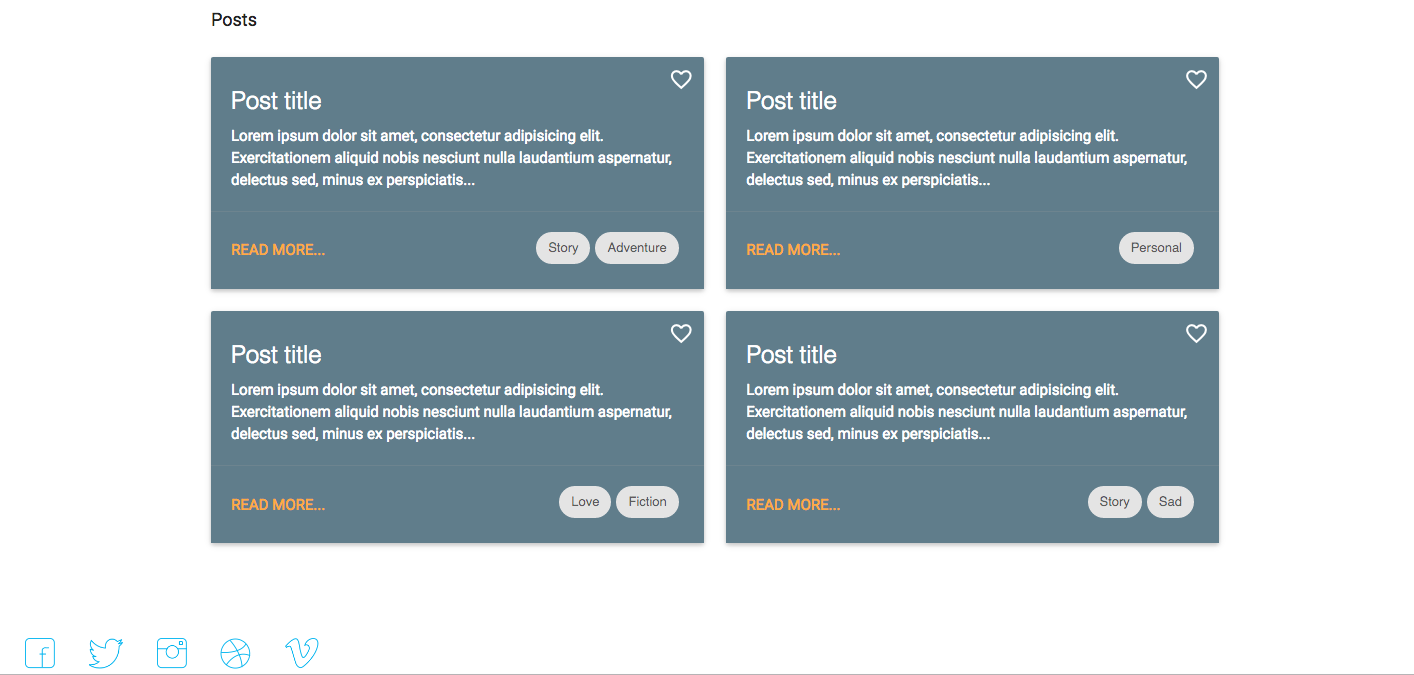 Posts
Post title
Lorem ipsum dolor sit amet, consectetur adipisicing elit.
Exercitationem aliquid nobis nesciunt nulla laudantium aspernatur,
delectus sed, minus ex perspiciatis...
READ MORE...
Story
Adventure
Post title
Lorem ipsum dolor sit amet, consectetur adipisicing elit.
Exercitationem aliquid nobis nesciunt nulla laudantium aspernatur,
delectus sed, minus ex perspiciatis...
READ MORE...
Personal
Post title
Lorem ipsum dolor sit amet, consectetur adipisicing elit.
Exercitationem aliquid nobis nesciunt nulla laudantium aspernatur,
delectus sed, minus ex perspiciatis...
READ MORE...
Love
Fiction
Post title
Lorem ipsum dolor sit amet, consectetur adipisicing elit.
Exercitationem aliquid nobis nesciunt nulla laudantium aspernatur,
delectus sed, minus ex perspiciatis...
READ MORE...
Story
Sad